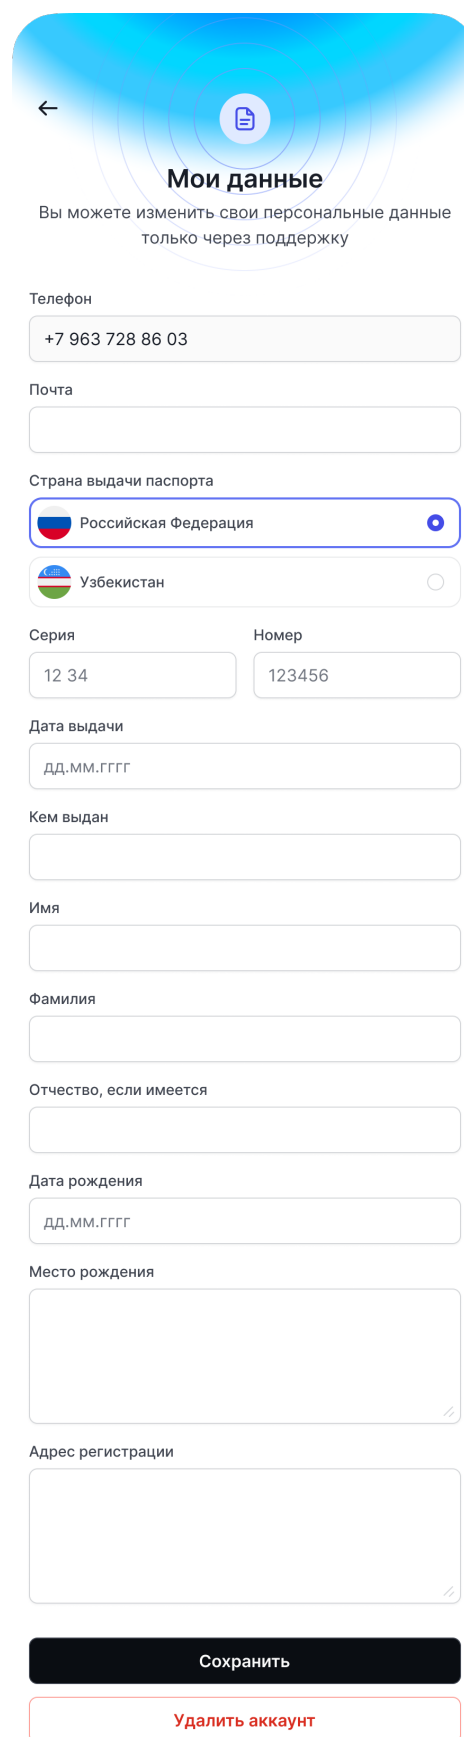 Мои данные
Вы можете изменить свои персональные данные
только через поддержку
Телефон
+7 963 728 86 03
Почта
Страна выдачи паспорта
Российская Федерация
Узбекистан
Серия
Номер
12 34
123456
Дата выдачи
дд.мм.гггг
Кем выдан
Имя
Фамилия
Отчество, если имеется
Дата рождения
дд.мм.гггг
Место рождения
Адрес регистрации
Сохранить
Удалить аккаунт